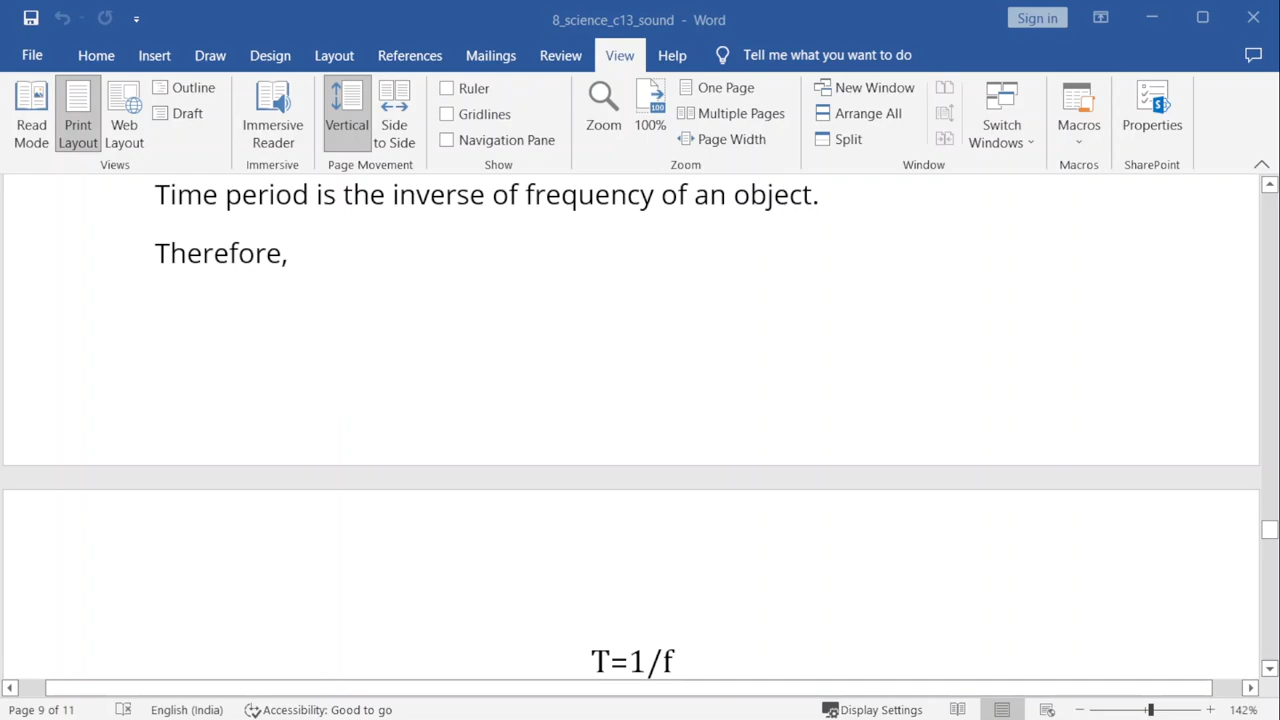 8_science_c13_sound - Word
Sign in
File Home Insert Draw Design Layout References Mailings Review View Help Tell me what you want to do
Read Mode
Print Layout
Web Layout
Outline
Draft
Views
Immersive Reader
Immersive
Vertical
Side to Side
Page Movement
Ruler
Gridlines
Navigation Pane
Show
Zoom
100
100%
One Page
Multiple Pages
Page Width
Zoom
New Window
Arrange All
Split
Switch Windows
Window
Macros
Macros
S
Properties
SharePoint
Time period is the inverse of frequency of an object.
Therefore,
T=1/f
Page 9 of 11 English (India) Accessibility: Good to go Display Settings 142%